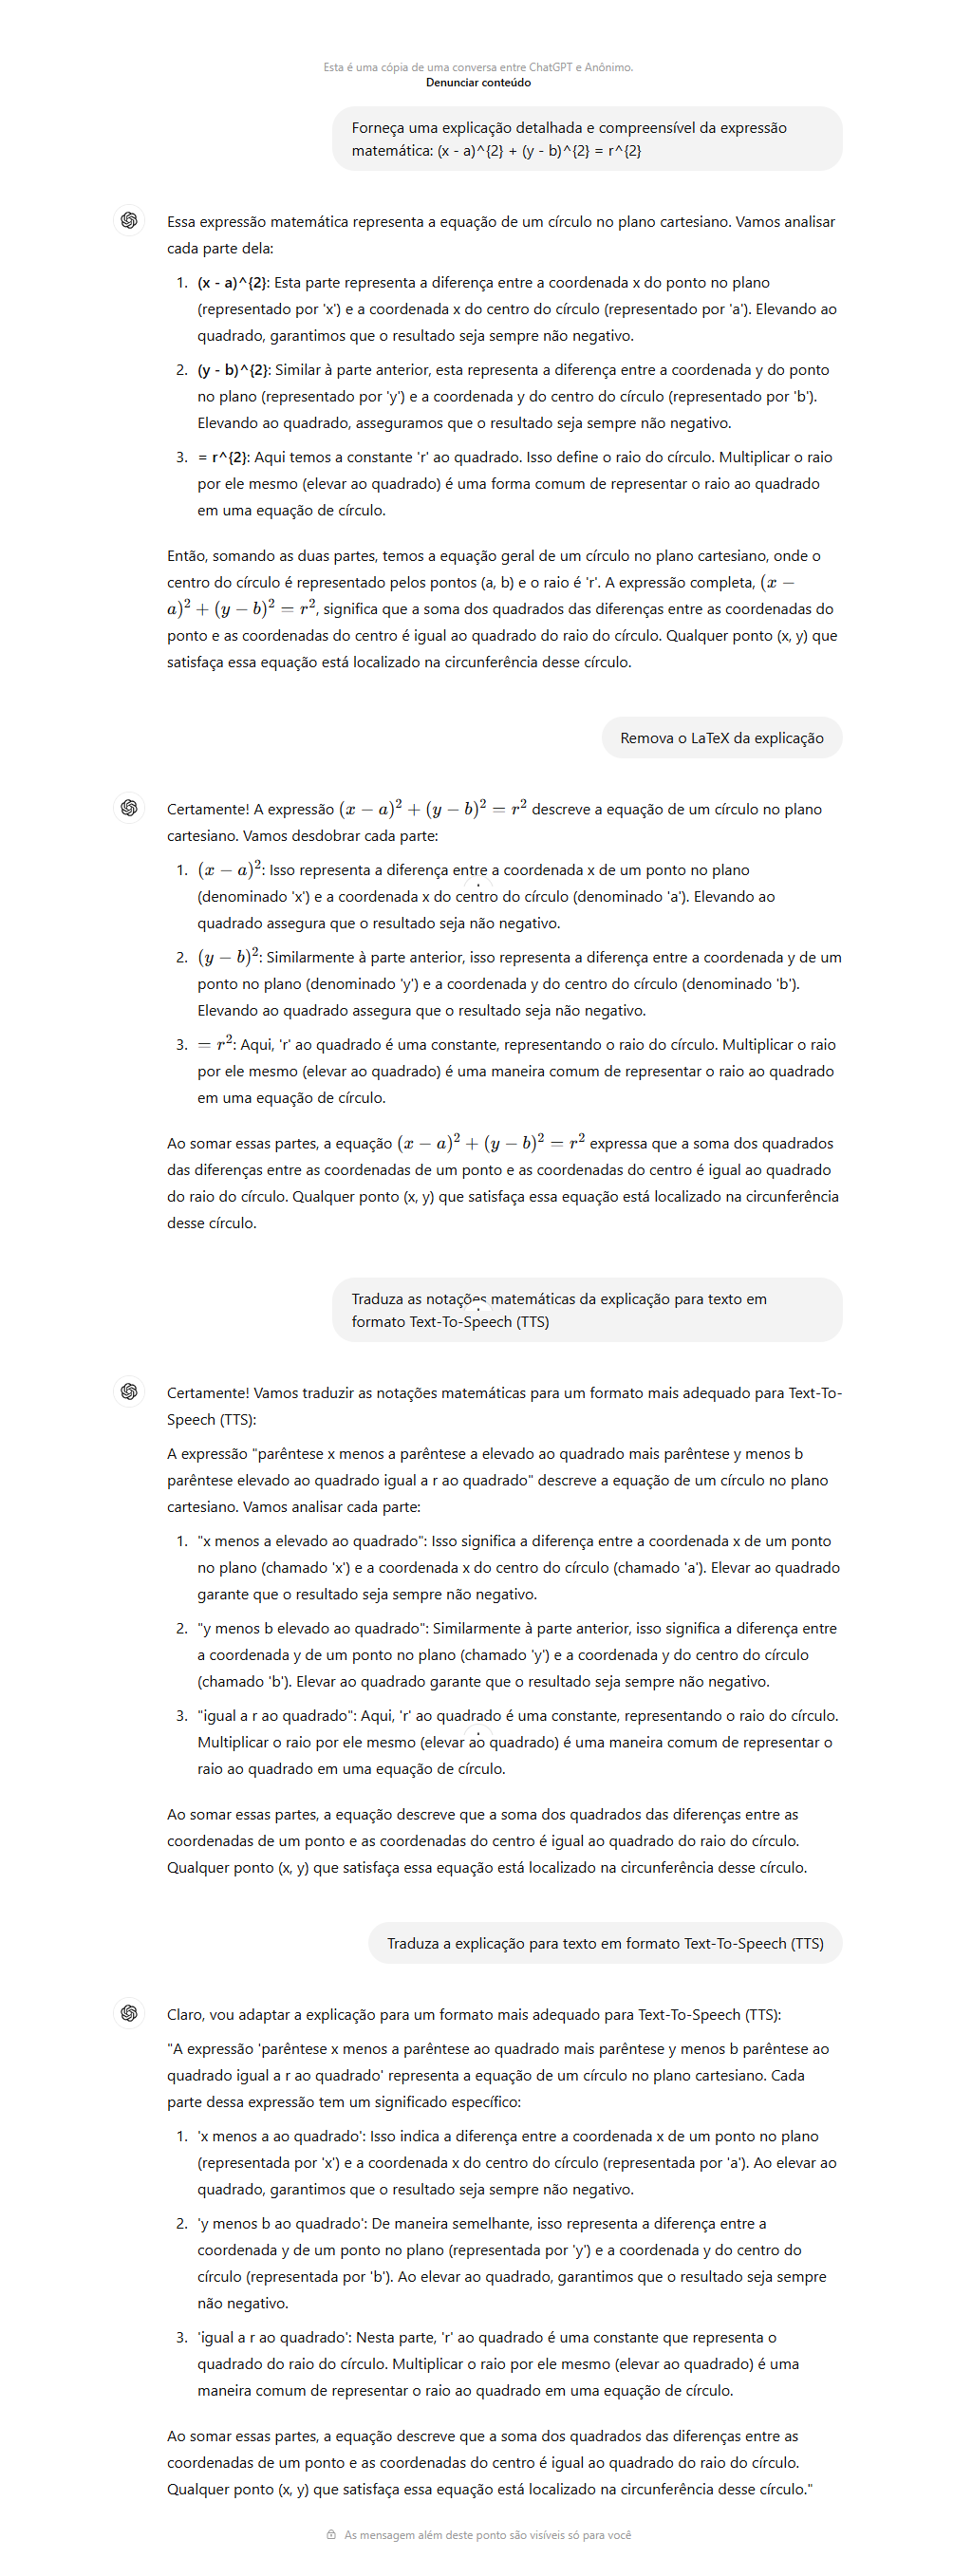 Esta é uma cópia de uma conversa entre ChatGPT e Anônimo.
Denunciar conteúdo
Forneça uma explicação detalhada e compreensível da expressão
matemática: (x - a)^{2} + (y - b)^{2} = r^{2}
Essa expressão matemática representa a equação de um círculo no plano cartesiano. Vamos analisar
cada parte dela:
1. (x - a)^{2}: Esta parte representa a diferença entre a coordenada x do ponto no plano
(representado por 'x') e a coordenada x do centro do círculo (representado por 'a'). Elevando ao
quadrado, garantimos que o resultado seja sempre não negativo.
2. (y - b)^{2}: Similar à parte anterior, esta representa a diferença entre a coordenada y do ponto
no plano (representado por 'y') e a coordenada y do centro do círculo (representado por 'b').
Elevando ao quadrado, asseguramos que o resultado seja sempre não negativo.
3. = r^{2}: Aqui temos a constante 'r' ao quadrado. Isso define o raio do círculo. Multiplicar o raio
por ele mesmo (elevar ao quadrado) é uma forma comum de representar o raio ao quadrado
em uma equação de círculo.
Então, somando as duas partes, temos a equação geral de um círculo no plano cartesiano, onde o
centro do círculo é representado pelos pontos (a, b) e o raio é 'r'. A expressão completa, (x −
a)² + (y − b)² = r², significa que a soma dos quadrados das diferenças entre as coordenadas do
ponto e as coordenadas do centro é igual ao quadrado do raio do círculo. Qualquer ponto (x, y) que
satisfaça essa equação está localizado na circunferência desse círculo.
Remova o LaTeX da explicação
Certamente! A expressão (x − a)² + (y − b)² = r² descreve a equação de um círculo no plano
cartesiano. Vamos desdobrar cada parte:
1. (x − a)²: Isso representa a diferença entre a coordenada x de um ponto no plano
(denominado 'x') e a coordenada x do centro do círculo (denominado 'a'). Elevando ao
quadrado assegura que o resultado seja não negativo.
2. (y − b)²: Similarmente à parte anterior, isso representa a diferença entre a coordenada y de um
ponto no plano (denominado 'y') e a coordenada y do centro do círculo (denominado 'b').
Elevando ao quadrado assegura que o resultado seja não negativo.
3. = r²: Aqui, 'r' ao quadrado é uma constante, representando o raio do círculo. Multiplicar o raio
por ele mesmo (elevar ao quadrado) é uma maneira comum de representar o raio ao quadrado
em uma equação de círculo.
Ao somar essas partes, a equação (x − a)² + (y − b)² = r² expressa que a soma dos quadrados
das diferenças entre as coordenadas de um ponto e as coordenadas do centro é igual ao quadrado
do raio do círculo. Qualquer ponto (x, y) que satisfaça essa equação está localizado na circunferência
desse círculo.
Traduza as notações matemáticas da explicação para texto em
formato Text-To-Speech (TTS)
Certamente! Vamos traduzir as notações matemáticas para um formato mais adequado para Text-To-
Speech (TTS):
A expressão "parêntese x menos a parêntese a elevado ao quadrado mais parêntese y menos b
parêntese elevado ao quadrado igual a r ao quadrado" descreve a equação de um círculo no plano
cartesiano. Vamos analisar cada parte:
1. "x menos a elevado ao quadrado": Isso significa a diferença entre a coordenada x de um ponto
no plano (chamado 'x') e a coordenada x do centro do círculo (chamado 'a'). Elevar ao quadrado
garante que o resultado seja sempre não negativo.
2. "y menos b elevado ao quadrado": Similarmente à parte anterior, isso significa a diferença entre
a coordenada y de um ponto no plano (chamado 'y') e a coordenada y do centro do círculo
(chamado 'b'). Elevar ao quadrado garante que o resultado seja sempre não negativo.
3. "igual a r ao quadrado": Aqui, 'r' ao quadrado é uma constante, representando o raio do círculo.
Multiplicar o raio por ele mesmo (elevar ao quadrado) é uma maneira comum de representar o
raio ao quadrado em uma equação de círculo.
Ao somar essas partes, a equação descreve que a soma dos quadrados das diferenças entre as
coordenadas de um ponto e as coordenadas do centro é igual ao quadrado do raio do círculo.
Qualquer ponto (x, y) que satisfaça essa equação está localizado na circunferência desse círculo.
Traduza a explicação para texto em formato Text-To-Speech (TTS)
Claro, vou adaptar a explicação para um formato mais adequado para Text-To-Speech (TTS):
"A expressão 'parêntese x menos a parêntese ao quadrado mais parêntese y menos b parêntese ao
quadrado igual a r ao quadrado' representa a equação de um círculo no plano cartesiano. Cada
parte dessa expressão tem um significado específico:
1. 'x menos a ao quadrado': Isso indica a diferença entre a coordenada x de um ponto no plano
(representada por 'x') e a coordenada x do centro do círculo (representada por 'a'). Ao elevar ao
quadrado, garantimos que o resultado seja sempre não negativo.
2. 'y menos b ao quadrado': De maneira semelhante, isso representa a diferença entre a
coordenada y de um ponto no plano (representada por 'y') e a coordenada y do centro do
círculo (representada por 'b'). Ao elevar ao quadrado, garantimos que o resultado seja sempre
não negativo.
3. 'igual a r ao quadrado': Nesta parte, 'r' ao quadrado é uma constante que representa o
quadrado do raio do círculo. Multiplicar o raio por ele mesmo (elevar ao quadrado) é uma
maneira comum de representar o raio ao quadrado em uma equação de círculo.
Ao somar essas partes, a equação descreve que a soma dos quadrados das diferenças entre as
coordenadas de um ponto e as coordenadas do centro é igual ao quadrado do raio do círculo.
Qualquer ponto (x, y) que satisfaça essa equação está localizado na circunferência desse círculo."
As mensagem além deste ponto são visíveis só para você